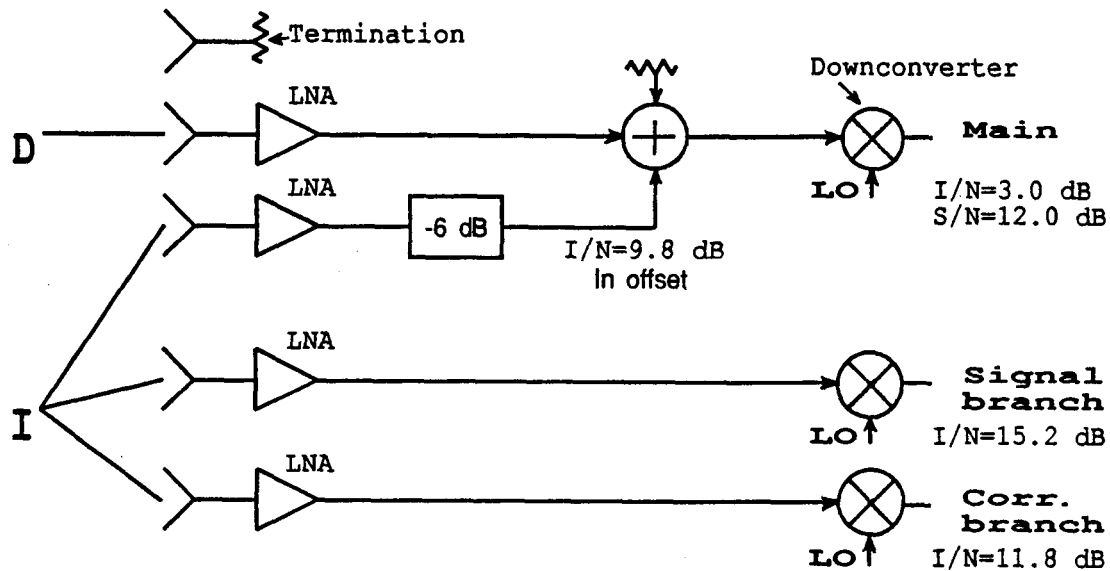 Termination
Downconverter
LNA
D
Main
LO
I/N=3.0 dB
S/N=12.0 dB
LNA
-6 dB
I/N=9.8 dB
In offset
LNA
Signal
branch
I
LO
I/N=15.2 dB
LNA
Corr.
branch
LO
I/N=11.8 dB